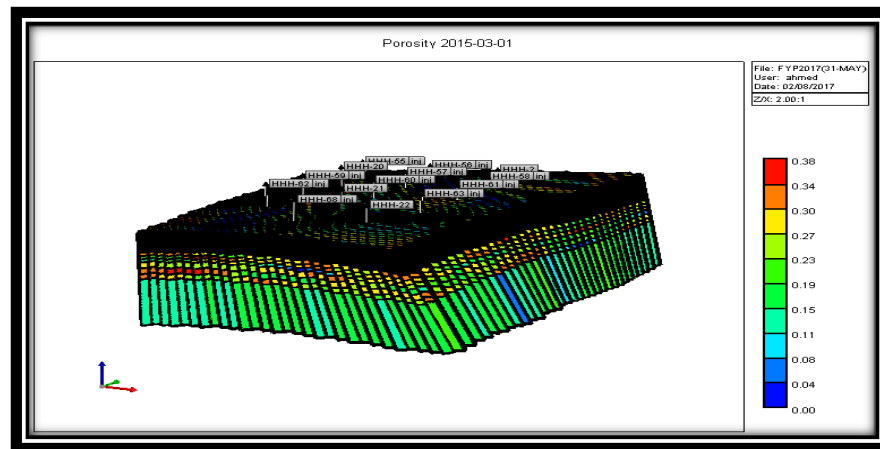 Porosity 2015-03-01
File: FYP2017(31-MAY)
User: ahmed
Date: 02/08/2017
Z/X: 2.00:1
HHH-55 inj
HHH-56 inj
HHH-20
HHH-2
HHH-57 inj
HHH-59 inj
HHH-58 inj
HHH-60 inj
HHH-62 inj
HHH-61 inj
HHH-21
HHH-63 inj
HHH-68 inj
HHH-22
0.38
0.34
0.30
0.27
0.23
0.19
0.15
0.11
0.08
0.04
0.00